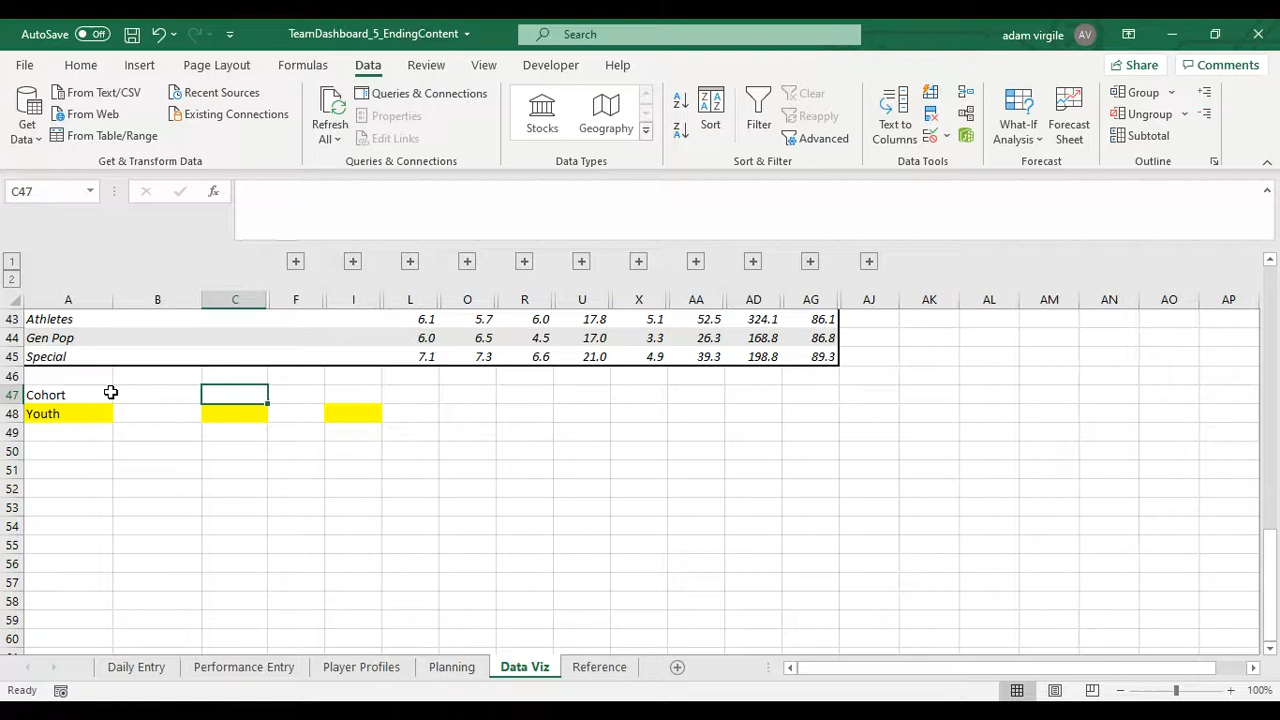 AutoSave Off TeamDashboard_5_EndingContent Search adam virgile AV
File Home Insert Page Layout Formulas Data Review View Developer Help Share Comments
Get Data From Text/CSV Recent Sources
From Web Existing Connections
From Table/Range
Get & Transform Data
Refresh All Queries & Connections
Properties
Edit Links
Queries & Connections
Stocks Geography
Data Types
Sort Filter Clear
Reapply
Advanced
Sort & Filter
Text to Columns
Data Tools
What-If Analysis Forecast Sheet
Forecast
Group
Ungroup
Subtotal
Outline
C47 fx
1
2
A B C F I L O R U X AA AD AG AJ AK AL AM AN AO AP
43 Athletes 6.1 5.7 6.0 17.8 5.1 52.5 324.1 86.1
44 Gen Pop 6.0 6.5 4.5 17.0 3.3 26.3 168.8 86.8
45 Special 7.1 7.3 6.6 21.0 4.9 39.3 198.8 89.3
46
47 Cohort
48 Youth
49
50
51
52
53
54
55
56
57
58
59
60
Daily Entry Performance Entry Player Profiles Planning Data Viz Reference
Ready 100%